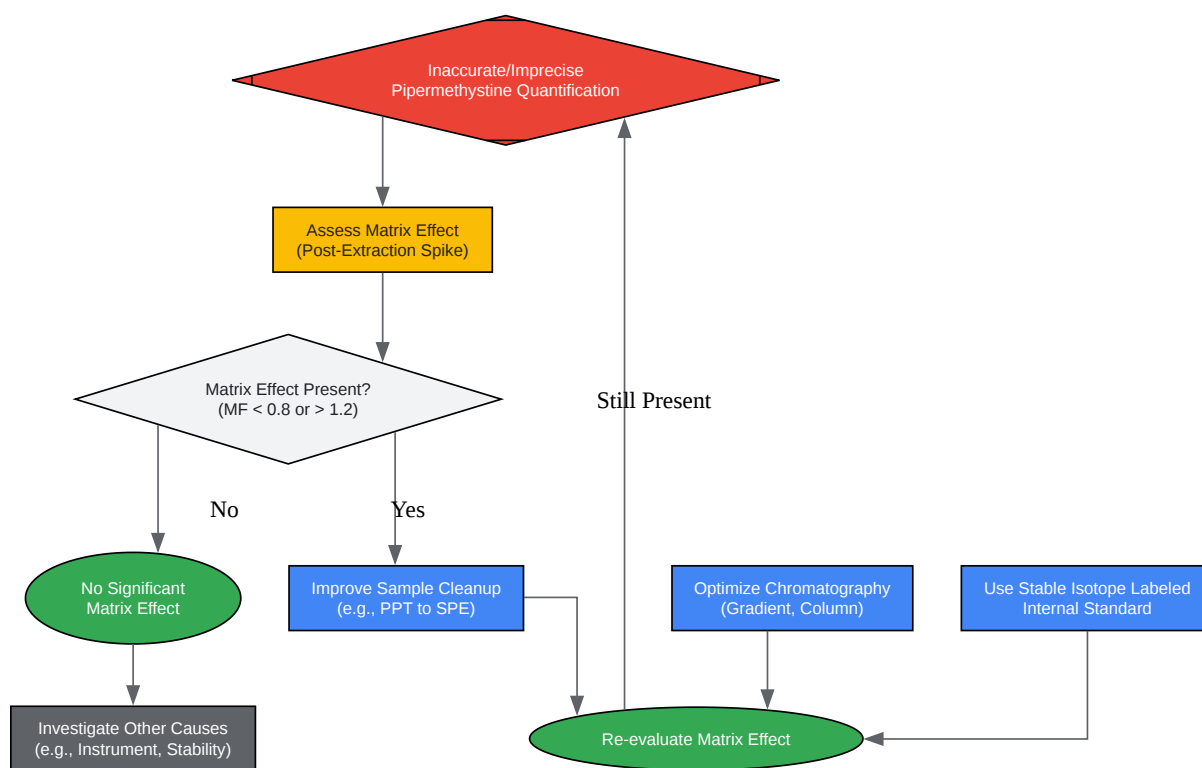 Inaccurate/Imprecise
Pipermethystine Quantification
Assess Matrix Effect
(Post-Extraction Spike)
Matrix Effect Present?
(MF < 0.8 or > 1.2)
Still Present
No
Yes
No Significant
Matrix Effect
Improve Sample Cleanup
(e.g., PPT to SPE)
Optimize Chromatography
(Gradient, Column)
Use Stable Isotope Labeled
Internal Standard
Investigate Other Causes
(e.g., Instrument, Stability)
Re-evaluate Matrix Effect